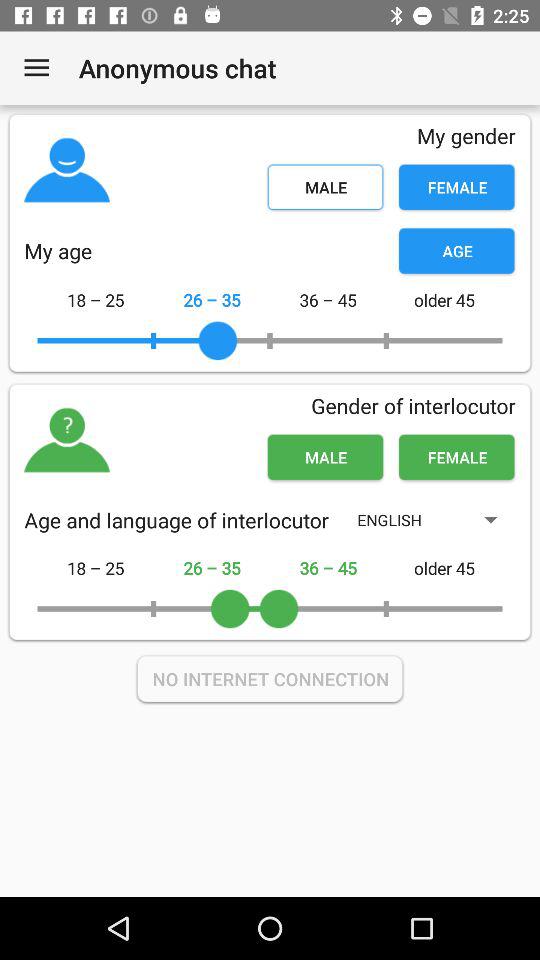 2:25
Anonymous chat
My gender
MALE FEMALE
My age AGE
18 – 25 26 – 35 36 – 45 older 45
Gender of interlocutor
?
MALE FEMALE
Age and language of interlocutor ENGLISH
18 – 25 26 – 35 36 – 45 older 45
NO INTERNET CONNECTION